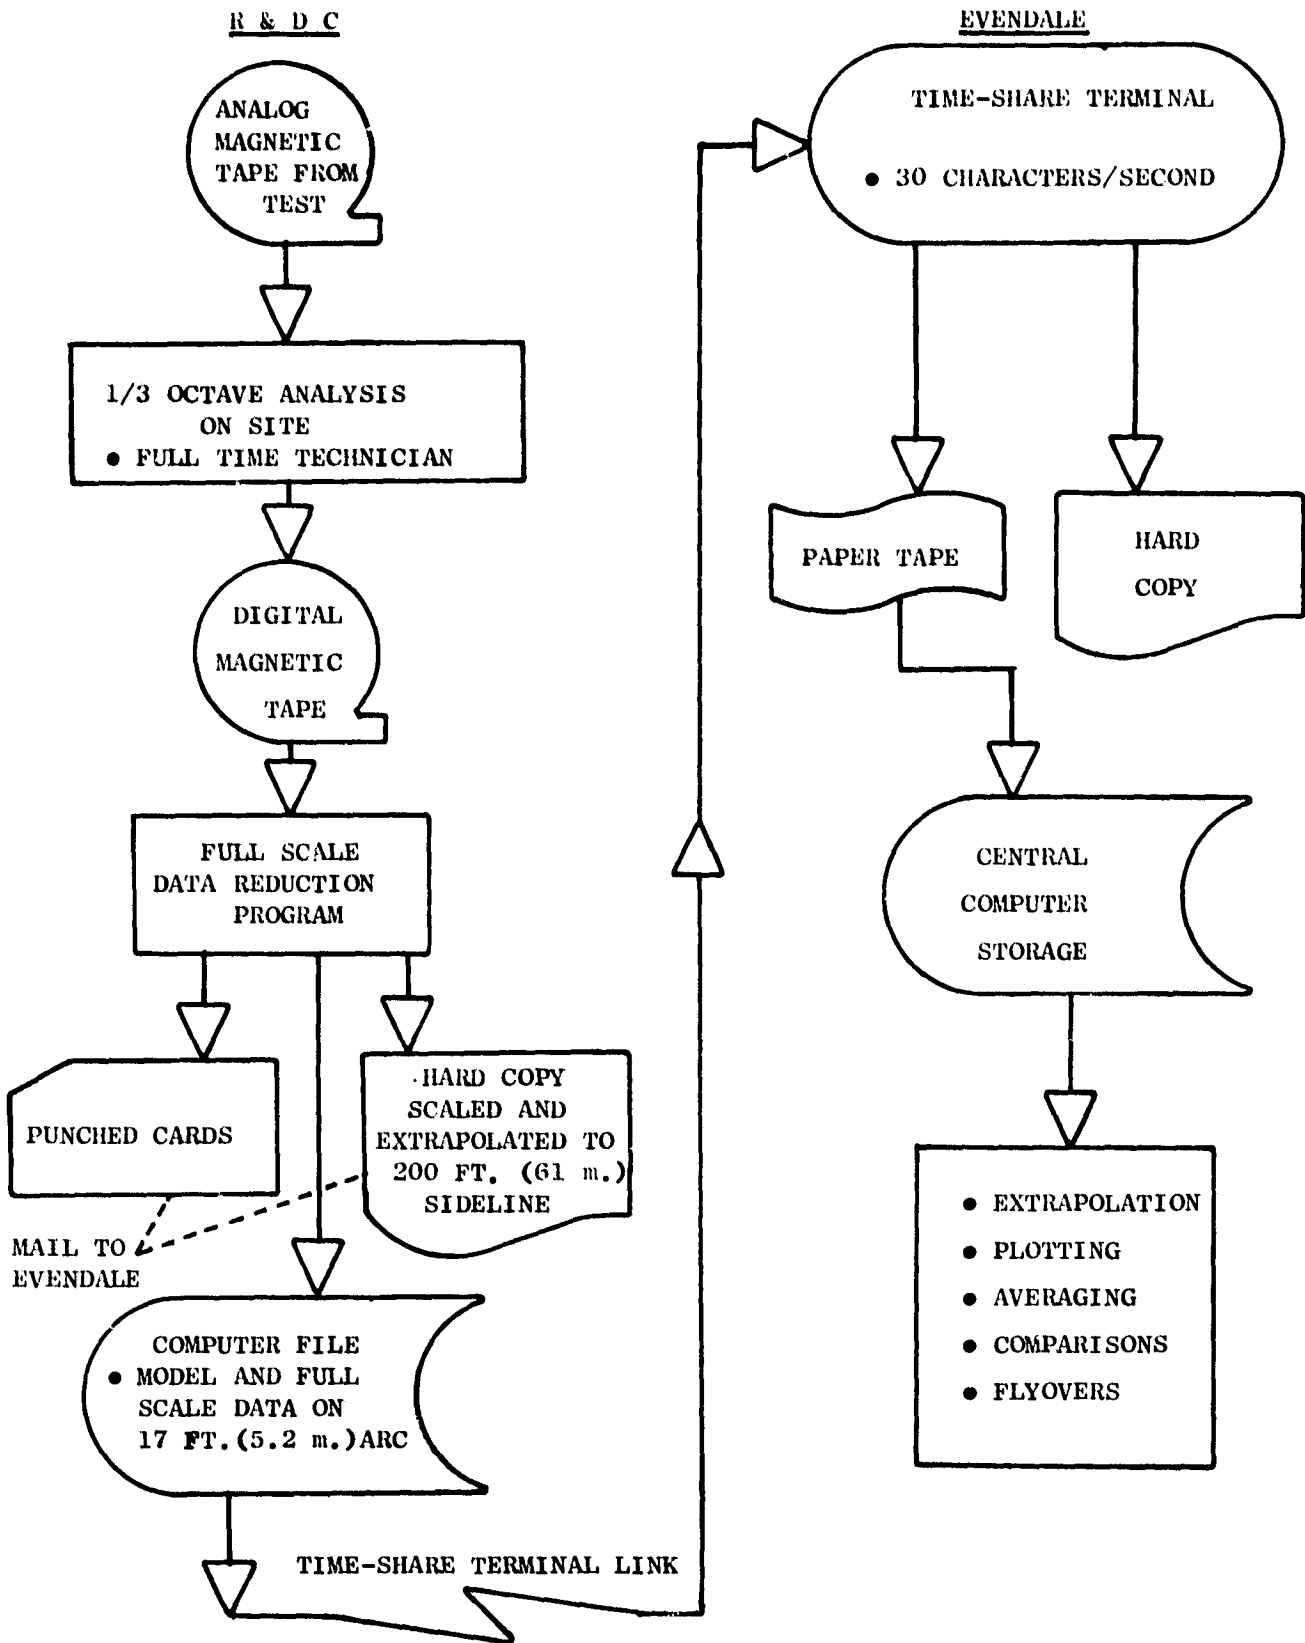 R & D C
ANALOG
MAGNETIC
TAPE FROM
TEST
1/3 OCTAVE ANALYSIS
ON SITE
• FULL TIME TECHNICIAN
DIGITAL
MAGNETIC
TAPE
FULL SCALE
DATA REDUCTION
PROGRAM
PUNCHED CARDS
HARD COPY
SCALED AND
EXTRAPOLATED TO
200 FT. (61 m.)
SIDELINE
MAIL TO
EVENDALE
COMPUTER FILE
• MODEL AND FULL
SCALE DATA ON
17 FT.(5.2 m.)ARC
TIME-SHARE TERMINAL LINK
EVENDALE
TIME-SHARE TERMINAL
• 30 CHARACTERS/SECOND
PAPER TAPE
HARD
COPY
CENTRAL
COMPUTER
STORAGE
• EXTRAPOLATION
• PLOTTING
• AVERAGING
• COMPARISONS
• FLYOVERS